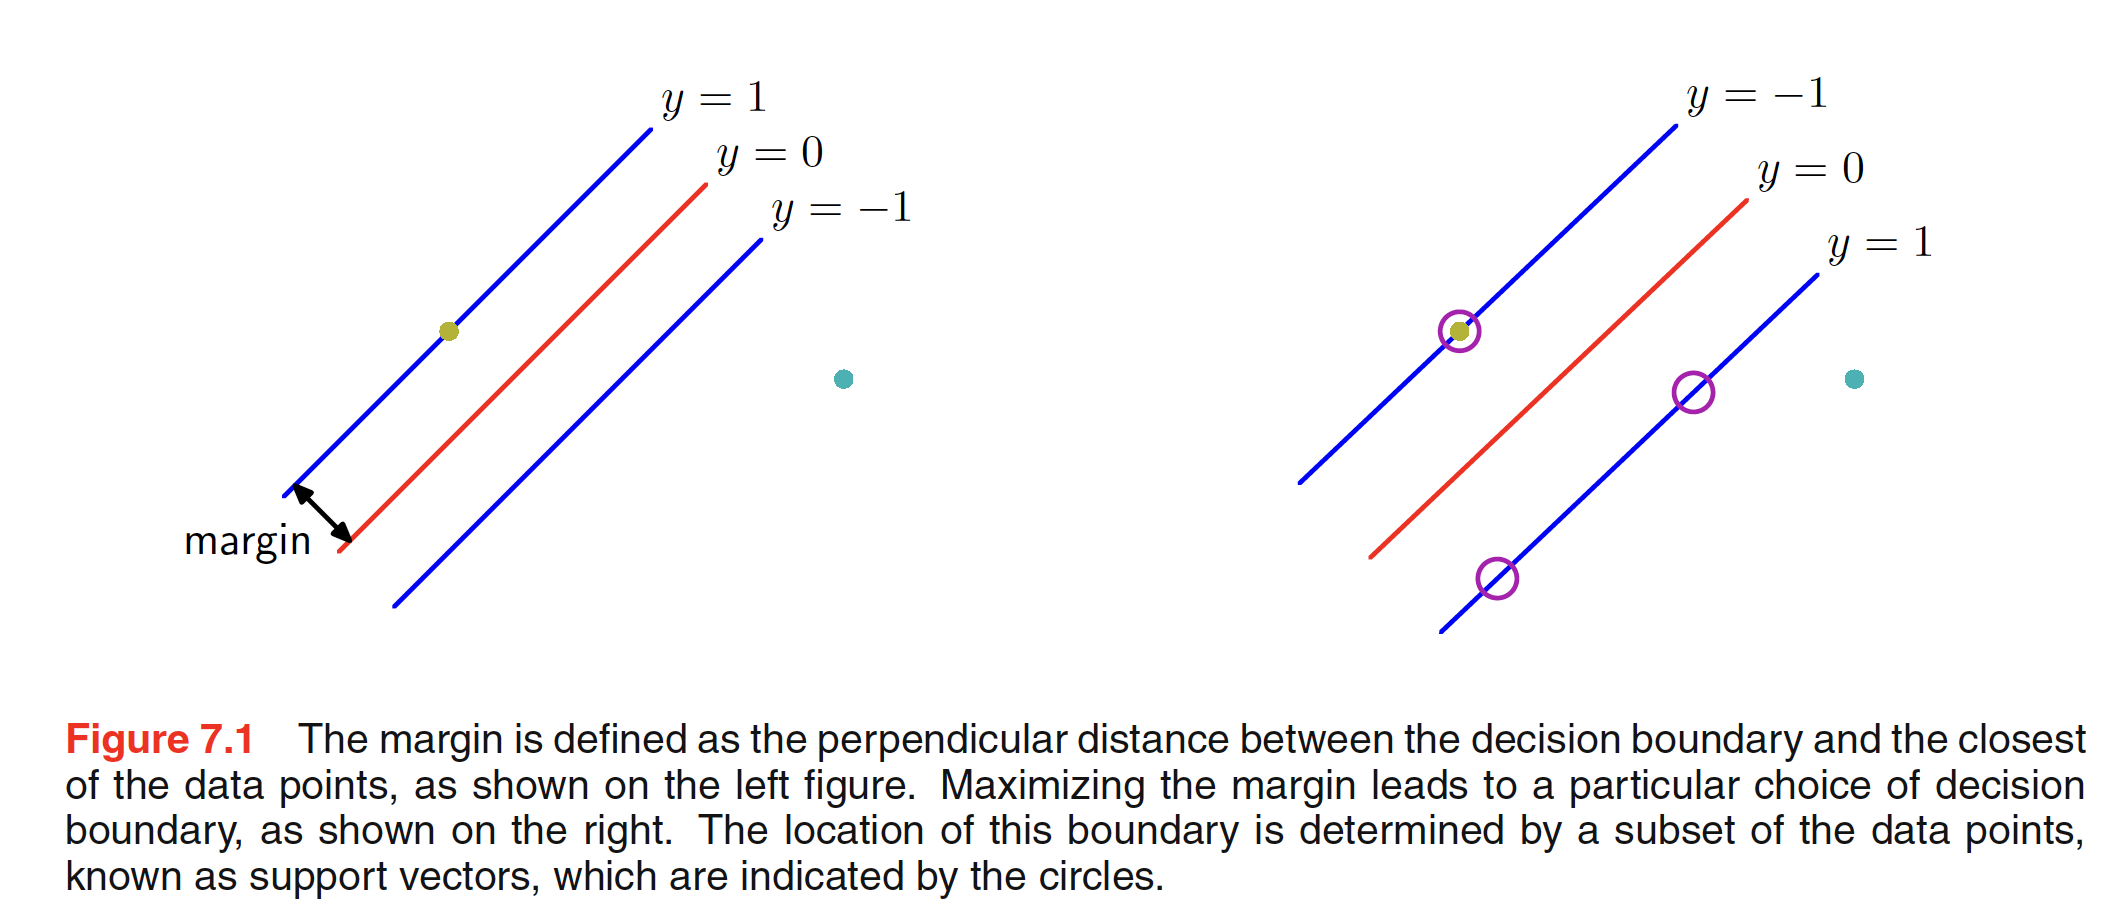 y = 1
y = 0
y = −1
margin
y = −1
y = 0
y = 1
Figure 7.1 The margin is defined as the perpendicular distance between the decision boundary and the closest
of the data points, as shown on the left figure. Maximizing the margin leads to a particular choice of decision
boundary, as shown on the right. The location of this boundary is determined by a subset of the data points,
known as support vectors, which are indicated by the circles.